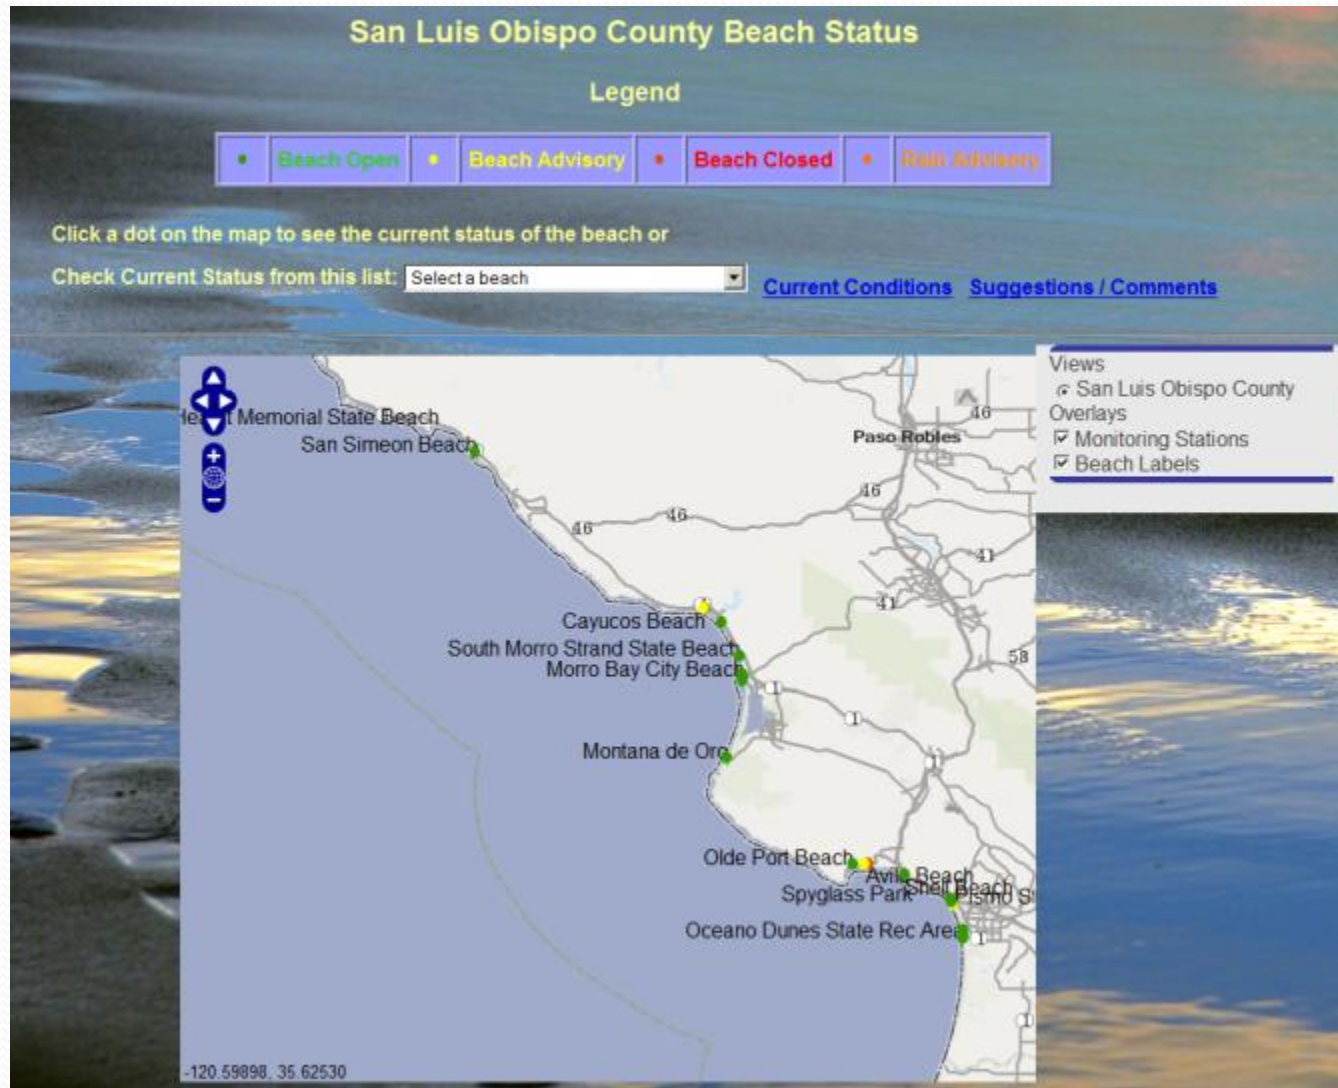 San Luis Obispo County Beach Status
Legend
Beach Open Beach Advisory Beach Closed Rain Advisory
Click a dot on the map to see the current status of the beach or
Check Current Status from this list: Select a beach Current Conditions Suggestions / Comments
Views
San Luis Obispo County
Overlays
Monitoring Stations
Beach Labels
Memorial State Beach
46
San Simeon Beach
Paso Robles
46
46
46
41
41
Cayucos Beach
South Morro Strand State Beach
58
Morro Bay City Beach
1
1
Montana de Oro
1
Olde Port Beach
Avila Beach
Shell Beach
Spyglass Park
Pismo S
Oceano Dunes State Rec Area
1
1
-120.59898, 35.62530